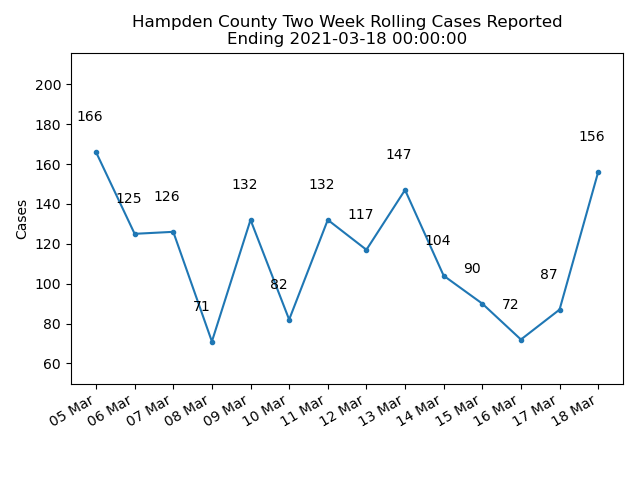 Hampden County Two Week Rolling Cases Reported
Ending 2021-03-18 00:00:00
Cases
200
180
160
140
120
100
80
60
166
125
126
71
132
82
132
117
147
104
90
72
87
156
05 Mar
06 Mar
07 Mar
08 Mar
09 Mar
10 Mar
11 Mar
12 Mar
13 Mar
14 Mar
15 Mar
16 Mar
17 Mar
18 Mar